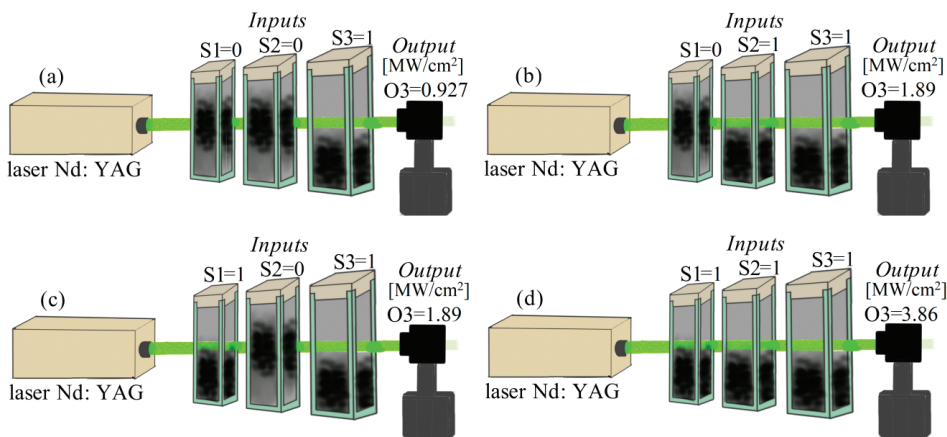 Inputs
S1=0 S2=0 S3=1
Output
[MW/cm²]
O3=0.927
(a)
laser Nd: YAG
Inputs
S1=0 S2=1 S3=1
Output
[MW/cm²]
O3=1.89
(b)
laser Nd: YAG
Inputs
S1=1 S2=0 S3=1
Output
[MW/cm²]
O3=1.89
(c)
laser Nd: YAG
Inputs
S1=1 S2=1 S3=1
Output
[MW/cm²]
O3=3.86
(d)
laser Nd: YAG